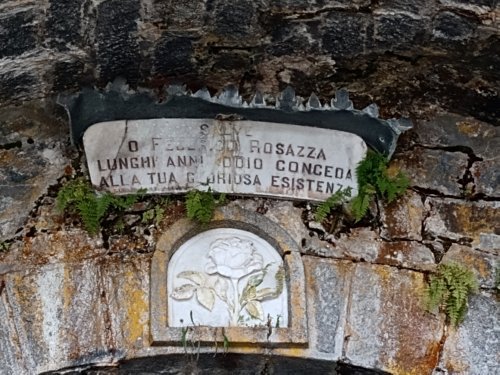 SALVE
O FEDERICO ROSAZZA
LUNGHI ANNI IDDIO CONCEDA
ALLA TUA GLORIOSA ESISTENZA